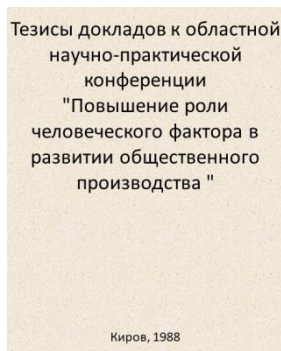 Тезисы докладов к областной
научно-практической
конференции
"Повышение роли
человеческого фактора в
развитии общественного
производства "
Киров, 1988